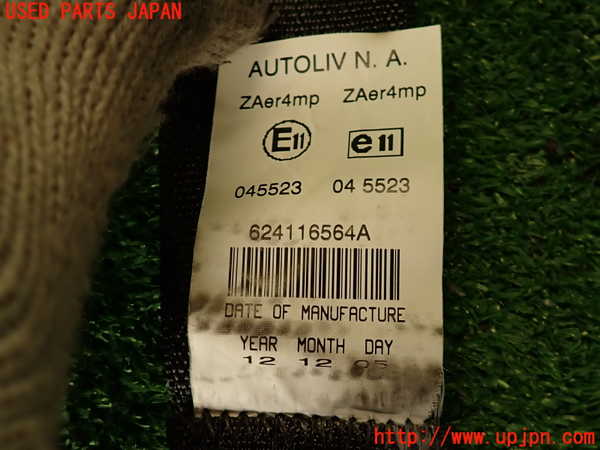 USED PARTS JAPAN
AUTOLIV N. A.
ZAer4mp ZAer4mp
E11 e11
045523 04 5523
624116564A
DATE OF MANUFACTURE
YEAR MONTH DAY
12 12 05
http://www.upjpn.com